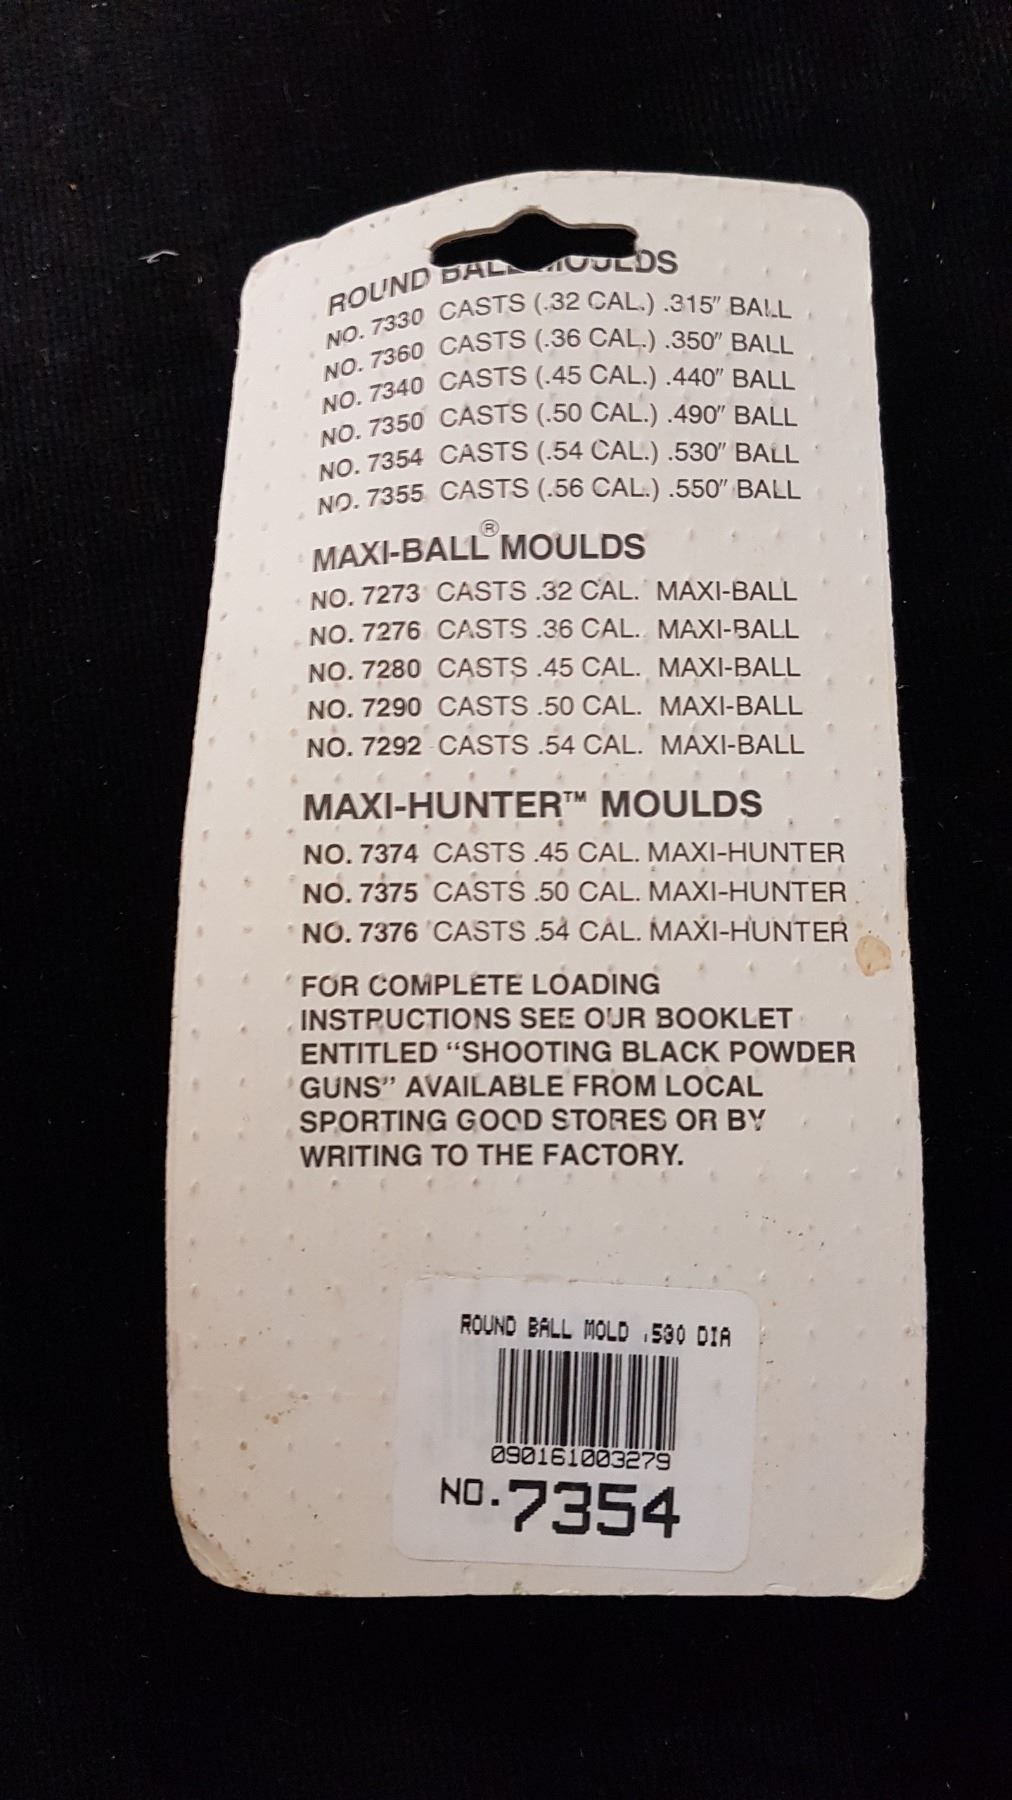 ROUND BALL MOULDS
NO. 7330 CASTS (.32 CAL.) .315" BALL
NO. 7360 CASTS (.36 CAL.) .350" BALL
NO. 7340 CASTS (.45 CAL.) .440" BALL
NO. 7350 CASTS (.50 CAL.) .490" BALL
NO. 7354 CASTS (.54 CAL.) .530" BALL
NO. 7355 CASTS (.56 CAL.) .550" BALL
MAXI-BALL® MOULDS
NO. 7273 CASTS .32 CAL. MAXI-BALL
NO. 7276 CASTS .36 CAL. MAXI-BALL
NO. 7280 CASTS .45 CAL. MAXI-BALL
NO. 7290 CASTS .50 CAL. MAXI-BALL
NO. 7292 CASTS .54 CAL. MAXI-BALL
MAXI-HUNTER™ MOULDS
NO. 7374 CASTS .45 CAL. MAXI-HUNTER
NO. 7375 CASTS .50 CAL. MAXI-HUNTER
NO. 7376 CASTS .54 CAL. MAXI-HUNTER
FOR COMPLETE LOADING
INSTRUCTIONS SEE OUR BOOKLET
ENTITLED “SHOOTING BLACK POWDER
GUNS” AVAILABLE FROM LOCAL
SPORTING GOOD STORES OR BY
WRITING TO THE FACTORY.
ROUND BALL MOLD .530 DIA
090161003279
NO. 7354